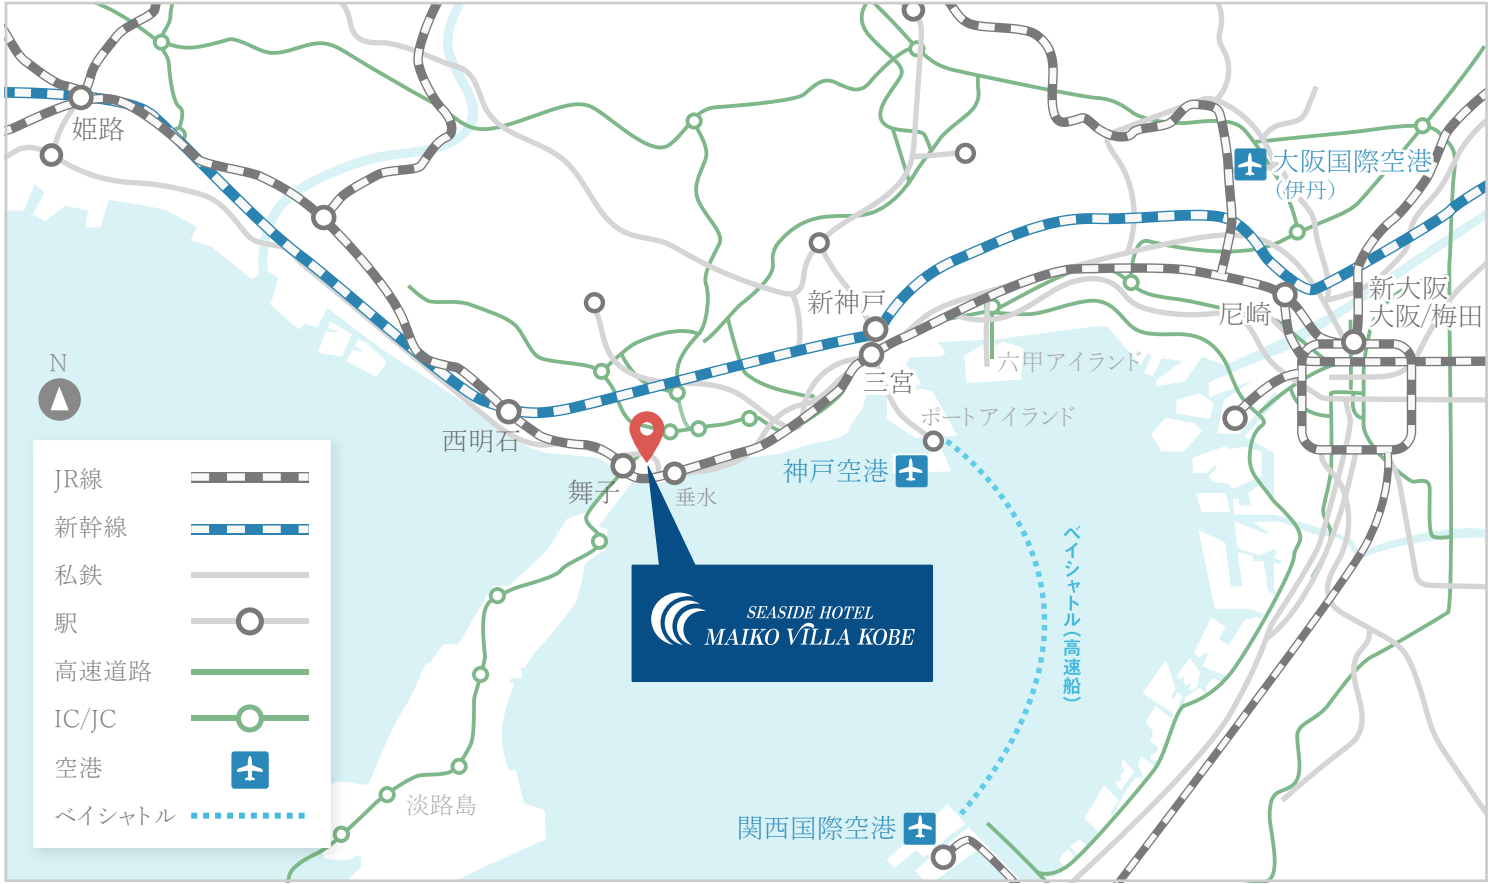 姫路
大阪国際空港
（伊丹）
新神戸
尼崎
新大阪
大阪/梅田
六甲アイランド
三宮
ポートアイランド
西明石
神戸空港
舞子
垂水
ベイシャトル（高速船）
SEASIDE HOTEL
MAIKO VILLA KOBE
淡路島
関西国際空港
N
JR線
新幹線
私鉄
駅
高速道路
IC/JC
空港
ベイシャトル